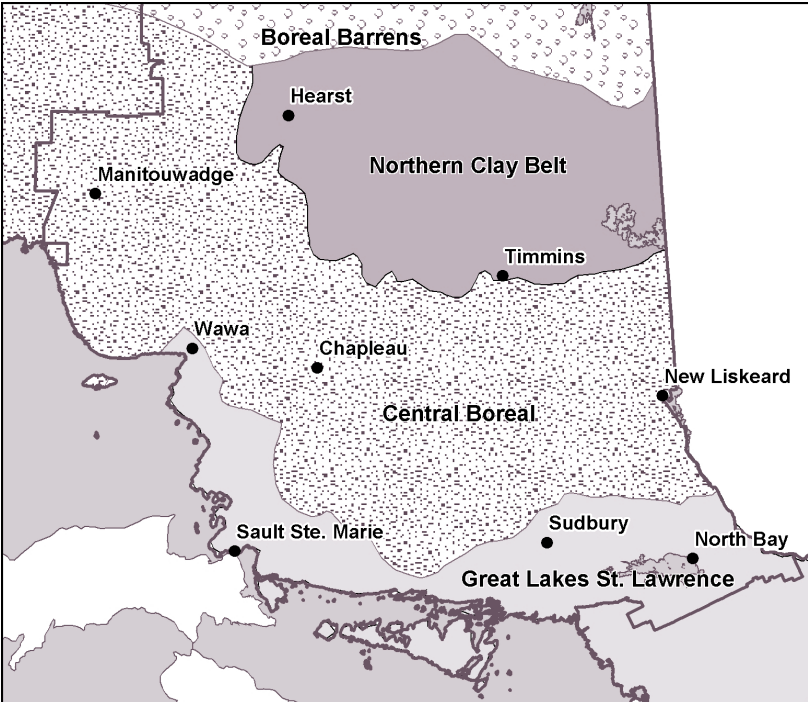 Boreal Barrens
Hearst
Northern Clay Belt
Manitouwadge
Timmins
Wawa
Chapleau
New Liskeard
Central Boreal
Sudbury
Sault Ste. Marie
North Bay
Great Lakes St. Lawrence